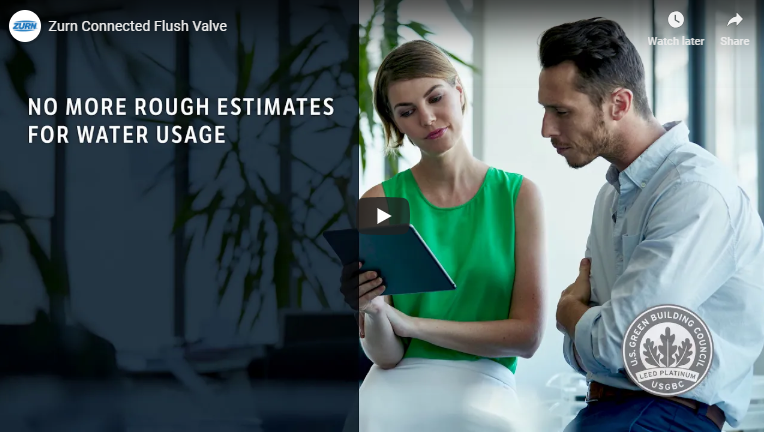 ZURN
Zurn Connected Flush Valve
Watch later
Share
NO MORE ROUGH ESTIMATES
FOR WATER USAGE
U.S. GREEN BUILDING COUNCIL
LEED PLATINUM
USGBC